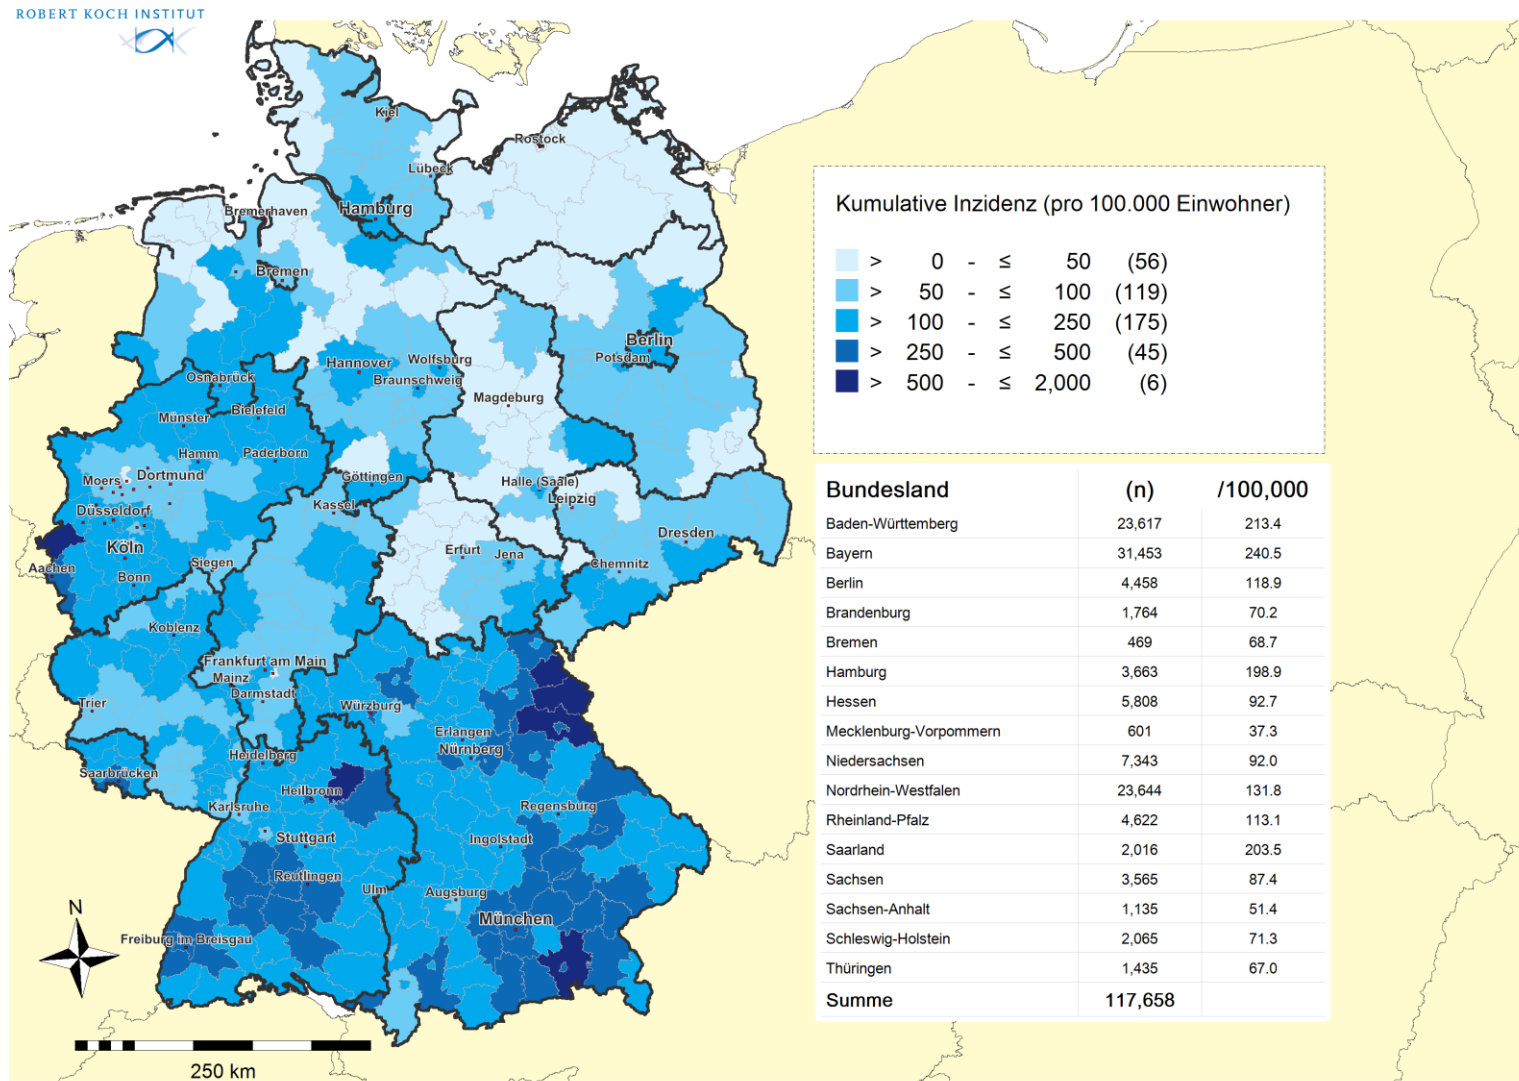 ROBERT KOCH INSTITUT
Kiel
Rostock
Lübeck
Hamburg
Bremerhaven
Bremen
Berlin
Potsdam
Hannover
Wolfsburg
Braunschweig
Osnabrück
Magdeburg
Bielefeld
Münster
Hamm
Paderborn
Moers
Dortmund
Göttingen
Halle (Saale)
Leipzig
Düsseldorf
Kassel
Dresden
Köln
Erfurt
Jena
Aachen
Siegen
Chemnitz
Bonn
Koblenz
Frankfurt am Main
Mainz
Darmstadt
Trier
Würzburg
Erlangen
Nürnberg
Heidelberg
Saarbrücken
Heilbronn
Karlsruhe
Regensburg
Stuttgart
Ingolstadt
Reutlingen
Ulm
Augsburg
München
Freiburg im Breisgau
N
250 km
Kumulative Inzidenz (pro 100.000 Einwohner)
> 0 - ≤ 50 (56)
> 50 - ≤ 100 (119)
> 100 - ≤ 250 (175)
> 250 - ≤ 500 (45)
> 500 - ≤ 2,000 (6)
Bundesland (n) /100,000
Baden-Württemberg 23,617 213.4
Bayern 31,453 240.5
Berlin 4,458 118.9
Brandenburg 1,764 70.2
Bremen 469 68.7
Hamburg 3,663 198.9
Hessen 5,808 92.7
Mecklenburg-Vorpommern 601 37.3
Niedersachsen 7,343 92.0
Nordrhein-Westfalen 23,644 131.8
Rheinland-Pfalz 4,622 113.1
Saarland 2,016 203.5
Sachsen 3,565 87.4
Sachsen-Anhalt 1,135 51.4
Schleswig-Holstein 2,065 71.3
Thüringen 1,435 67.0
Summe 117,658